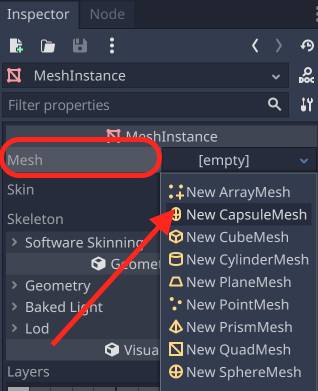 Inspector Node
DOC
MeshInstance
Filter properties
MeshInstance
Mesh [empty]
Skin
Skeleton
Software Skinning
Geomet
Geometry
Baked Light
Lod
Visua
Layers
New ArrayMesh
New CapsuleMesh
New CubeMesh
New CylinderMesh
New PlaneMesh
New PointMesh
New PrismMesh
New QuadMesh
New SphereMesh